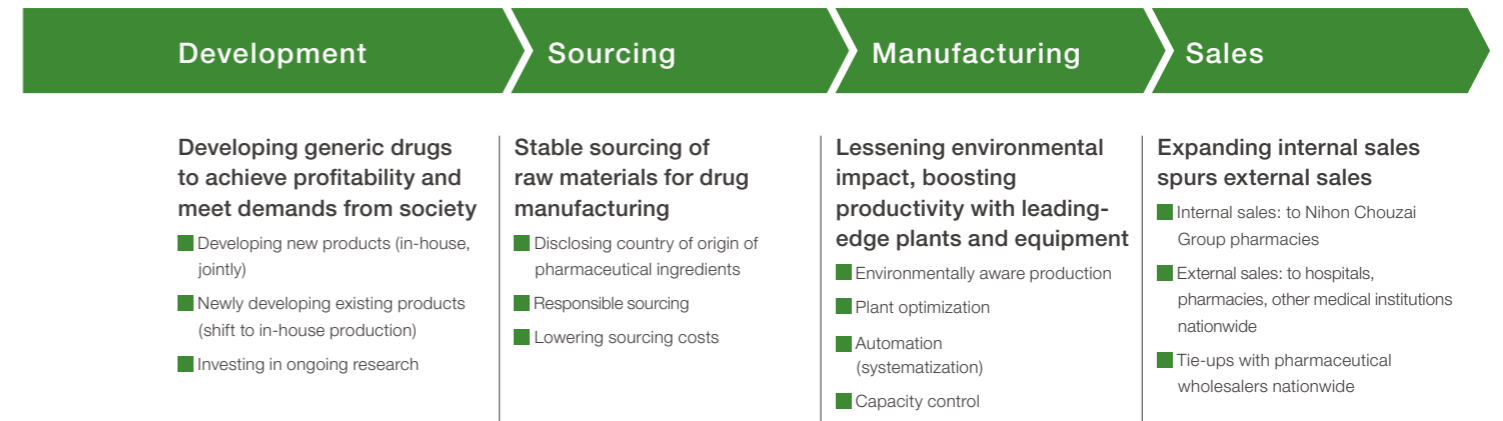 Development
Sourcing
Manufacturing
Sales
Developing generic drugs
to achieve profitability and
meet demands from society
Developing new products (in-house,
jointly)
Newly developing existing products
(shift to in-house production)
Investing in ongoing research
Stable sourcing of
raw materials for drug
manufacturing
Disclosing country of origin of
pharmaceutical ingredients
Responsible sourcing
Lowering sourcing costs
Lessening environmental
impact, boosting
productivity with leading-
edge plants and equipment
Environmentally aware production
Plant optimization
Automation
(systematization)
Capacity control
Expanding internal sales
spurs external sales
Internal sales: to Nihon Chouzai
Group pharmacies
External sales: to hospitals,
pharmacies, other medical institutions
nationwide
Tie-ups with pharmaceutical
wholesalers nationwide